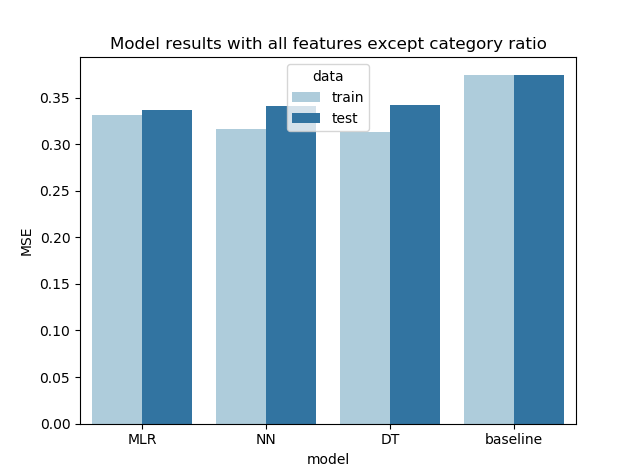 Model results with all features except category ratio
data
train
test
0.35
0.30
0.25
0.20
0.15
0.10
0.05
0.00
MSE
MLR NN DT baseline
model